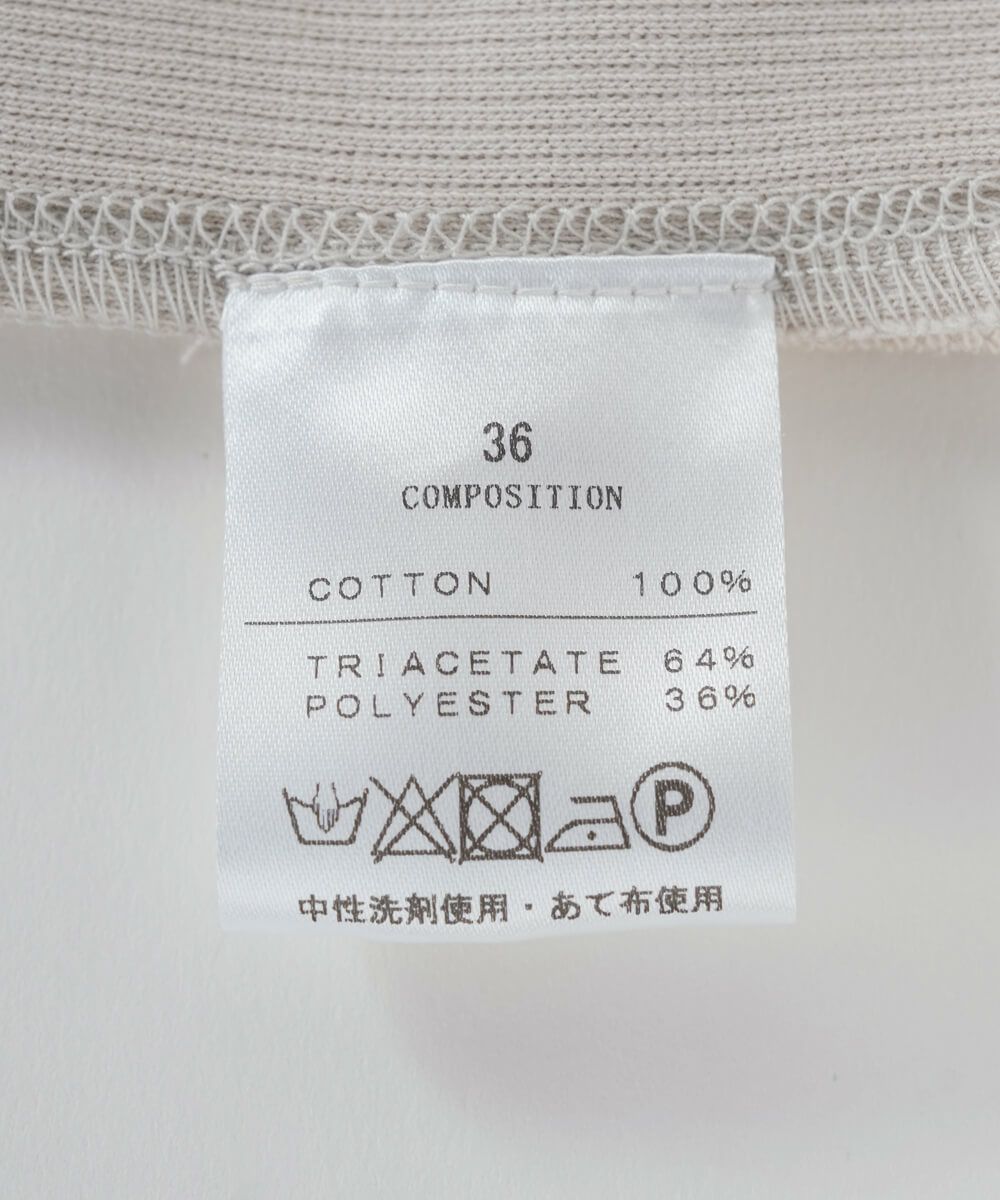 36
COMPOSITION
COTTON 100%
TRIACETATE 64%
POLYESTER 36%
P
中性洗剤使用・あて布使用